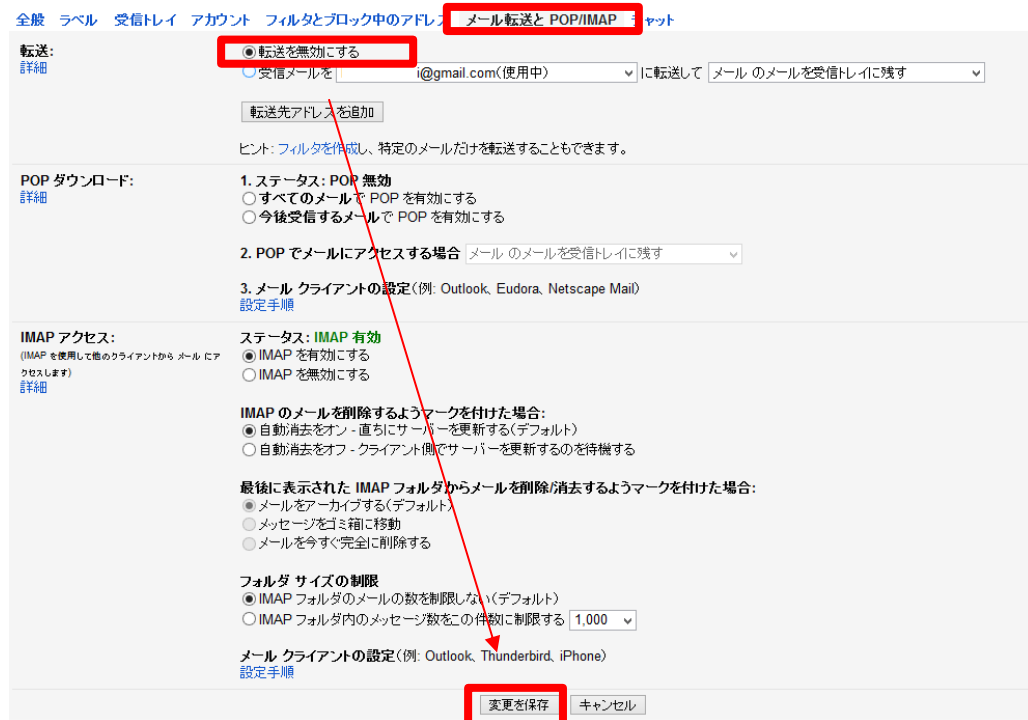 全般 ラベル 受信トレイ アカウント フィルタとブロック中のアドレ メール転送と POP/IMAP チャット
転送: 転送を無効にする
詳細 受信メールを i@gmail.com(使用中) に転送して メール のメールを受信トレイに残す
転送先アドレスを追加
ヒント: フィルタを作成し、特定のメールだけを転送することもできます。
POP ダウンロード: 1. ステータス: POP 無効
詳細 すべてのメールで POP を有効にする
今後受信するメールで POP を有効にする
2. POP でメールにアクセスする場合 メール のメールを受信トレイに残す
3. メール クライアントの設定(例: Outlook、Eudora、Netscape Mail)
設定手順
IMAP アクセス: ステータス: IMAP 有効
(IMAP を使用して他のクライアントから メール にア IMAP を有効にする
クセスします) IMAP を無効にする
詳細
IMAP のメールを削除するようマークを付けた場合:
自動消去をオン - 直ちにサーバーを更新する(デフォルト)
自動消去をオフ - クライアント側でサーバーを更新するのを待機する
最後に表示された IMAP フォルダからメールを削除/消去するようマークを付けた場合:
メールをアーカイブする(デフォルト)
メッセージをゴミ箱に移動
メールを今すぐ完全に削除する
フォルダ サイズの制限
IMAP フォルダのメールの数を制限しない(デフォルト)
IMAP フォルダ内のメッセージ数をこの件数に制限する 1,000
メール クライアントの設定(例: Outlook、Thunderbird、iPhone)
設定手順
変更を保存 キャンセル